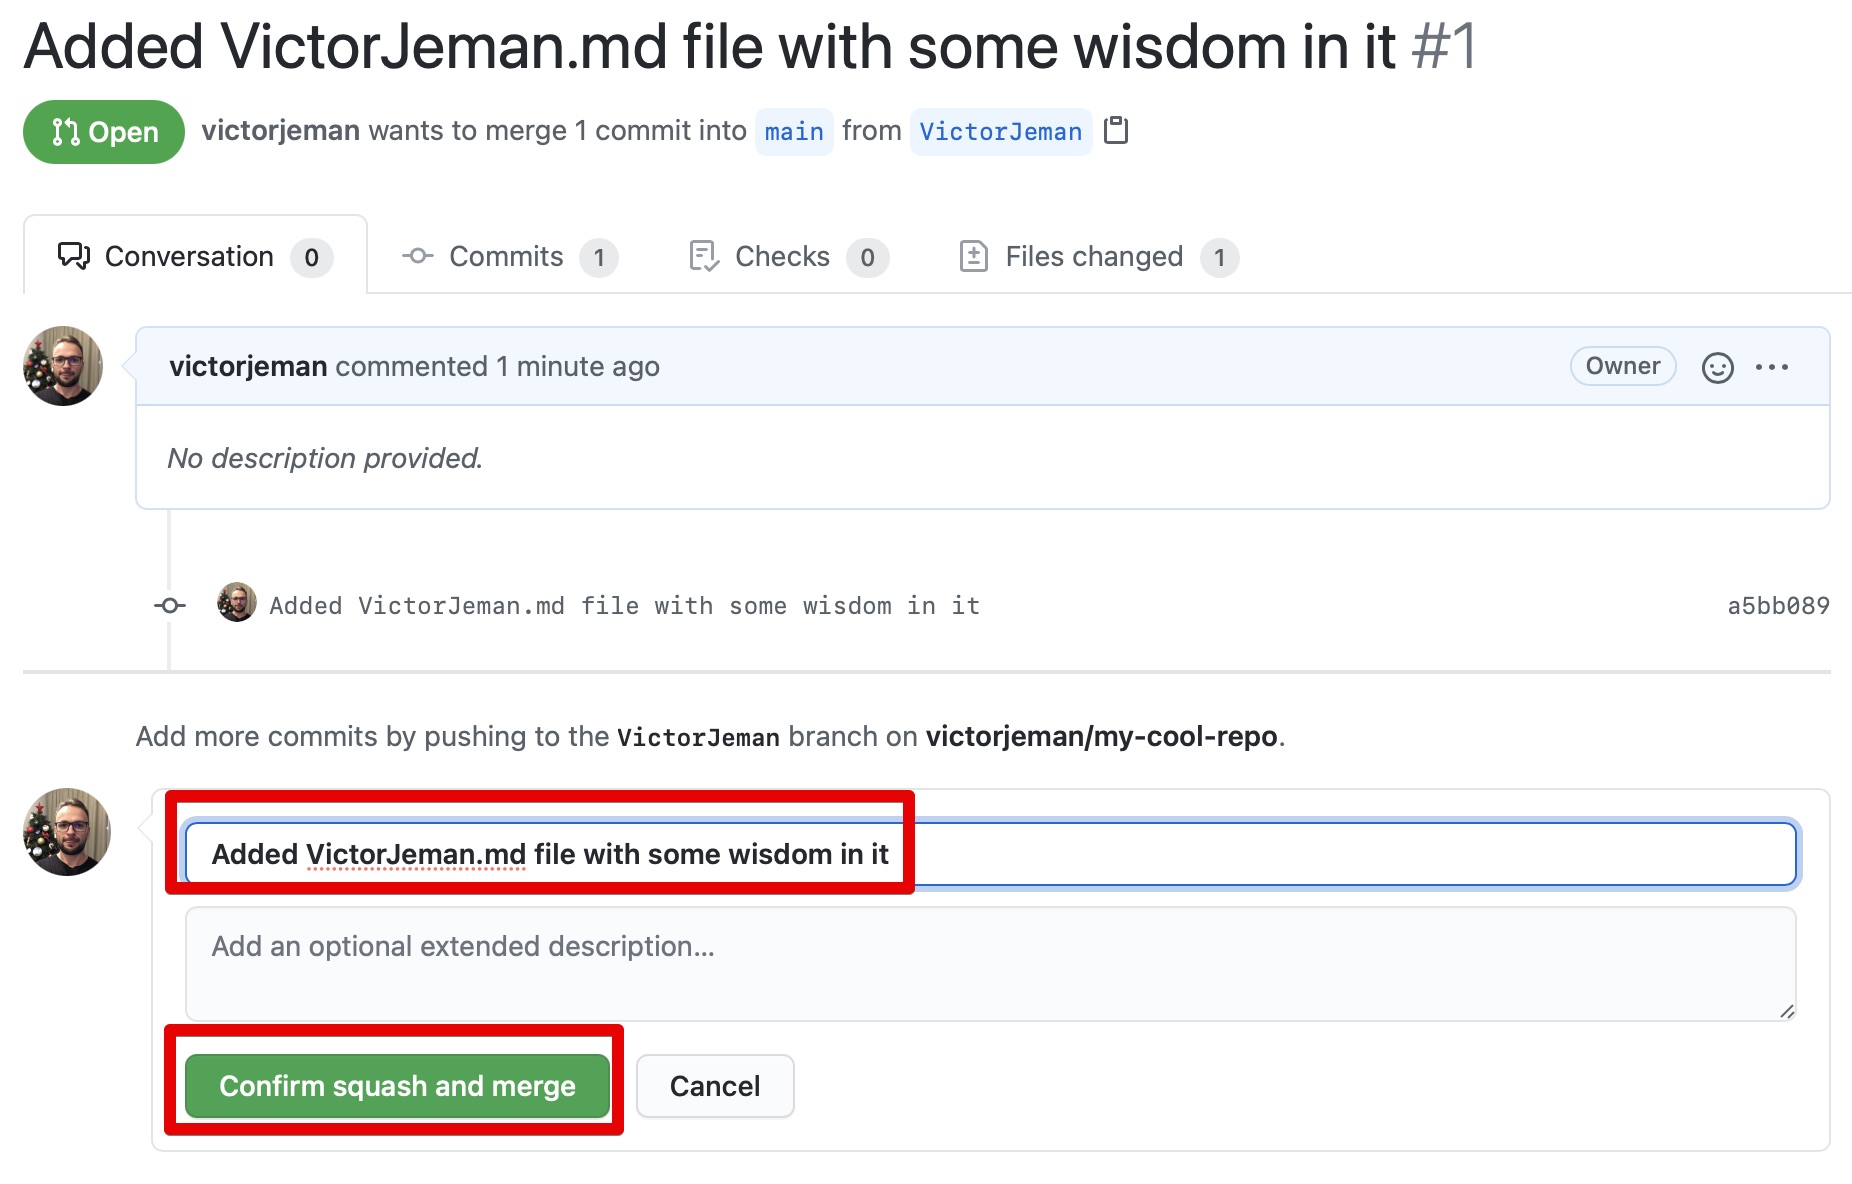 Added VictorJeman.md file with some wisdom in it #1
Open victorjeman wants to merge 1 commit into main from VictorJeman
Conversation 0 Commits 1 Checks 0 Files changed 1
victorjeman commented 1 minute ago Owner
No description provided.
Added VictorJeman.md file with some wisdom in it a5bb089
Add more commits by pushing to the VictorJeman branch on victorjeman/my-cool-repo.
Added VictorJeman.md file with some wisdom in it
Add an optional extended description...
Confirm squash and merge Cancel